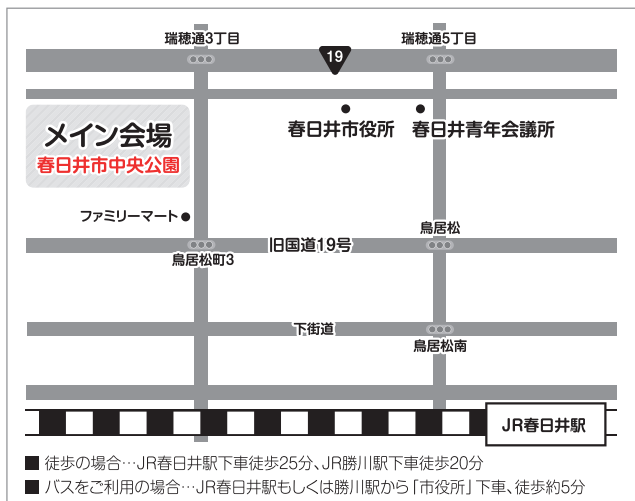 瑞穂通3丁目
瑞穂通5丁目
19
メイン会場
春日井市中央公園
春日井市役所
春日井青年会議所
ファミリーマート
鳥居松
旧国道19号
鳥居松町3
下街道
鳥居松南
JR春日井駅
■ 徒歩の場合…JR春日井駅下車徒歩25分、JR勝川駅下車徒歩20分
■ バスをご利用の場合…JR春日井駅もしくは勝川駅から「市役所」下車、徒歩約5分